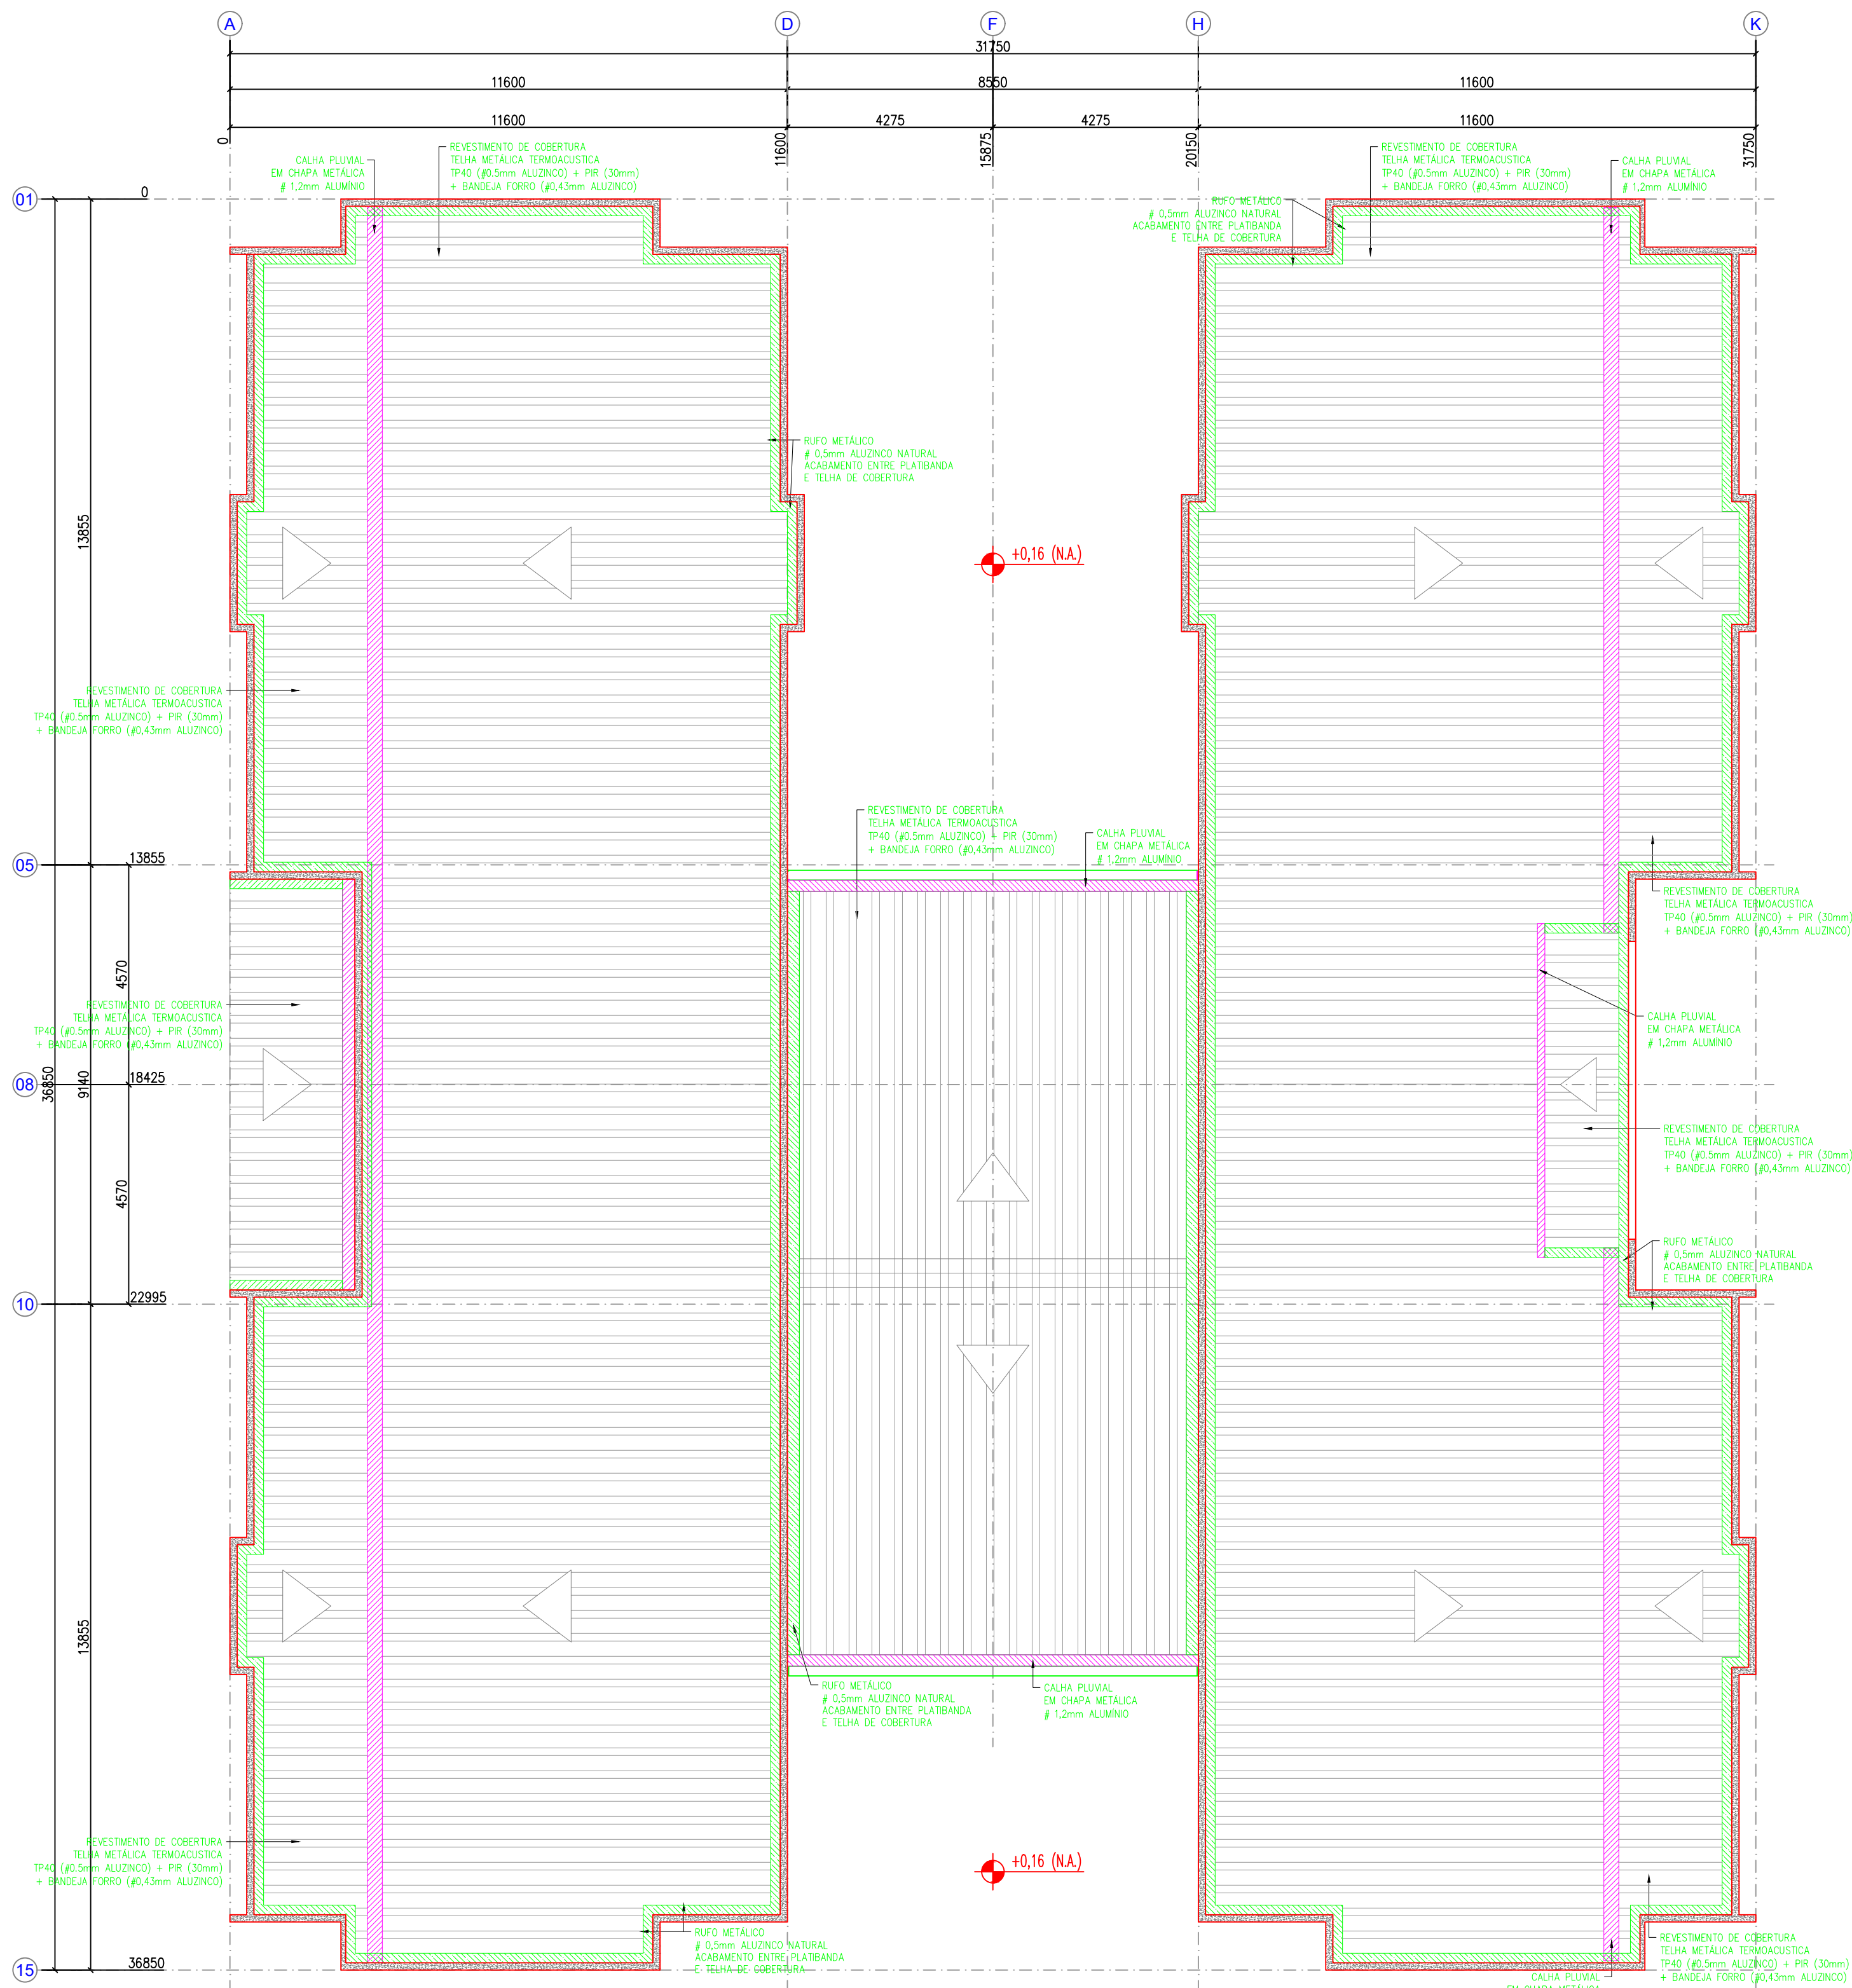 A
D
F
H
K
31750
11600
8550
11600
11600
4275
4275
11600
0
11600
15875
20150
31750
REVESTIMENTO DE COBERTURA
TELHA METÁLICA TERMOACUSTICA
TP40 (#0.5mm ALUZINCO) + PIR (30mm)
+ BANDEJA FORRO (#0,43mm ALUZINCO)
CALHA PLUVIAL
EM CHAPA METÁLICA
# 1,2mm ALUMÍNIO
REVESTIMENTO DE COBERTURA
TELHA METÁLICA TERMOACUSTICA
TP40 (#0.5mm ALUZINCO) + PIR (30mm)
+ BANDEJA FORRO (#0,43mm ALUZINCO)
CALHA PLUVIAL
EM CHAPA METÁLICA
# 1,2mm ALUMÍNIO
01
0
RUFO METÁLICO
# 0,5mm ALUZINCO NATURAL
ACABAMENTO ENTRE PLATIBANDA
E TELHA DE COBERTURA
RUFO METÁLICO
# 0,5mm ALUZINCO NATURAL
ACABAMENTO ENTRE PLATIBANDA
E TELHA DE COBERTURA
13855
+0,16 (N.A.)
REVESTIMENTO DE COBERTURA
TELHA METÁLICA TERMOACUSTICA
TP40 (#0.5mm ALUZINCO) + PIR (30mm)
+ BANDEJA FORRO (#0,43mm ALUZINCO)
REVESTIMENTO DE COBERTURA
TELHA METÁLICA TERMOACUSTICA
TP40 (#0.5mm ALUZINCO) + PIR (30mm)
+ BANDEJA FORRO (#0,43mm ALUZINCO)
CALHA PLUVIAL
EM CHAPA METÁLICA
# 1,2mm ALUMÍNIO
05
13855
REVESTIMENTO DE COBERTURA
TELHA METÁLICA TERMOACUSTICA
TP40 (#0.5mm ALUZINCO) + PIR (30mm)
+ BANDEJA FORRO (#0,43mm ALUZINCO)
4570
REVESTIMENTO DE COBERTURA
TELHA METÁLICA TERMOACUSTICA
TP40 (#0.5mm ALUZINCO) + PIR (30mm)
+ BANDEJA FORRO (#0,43mm ALUZINCO)
CALHA PLUVIAL
EM CHAPA METÁLICA
# 1,2mm ALUMÍNIO
08
36850
9140
18425
REVESTIMENTO DE COBERTURA
TELHA METÁLICA TERMOACUSTICA
TP40 (#0.5mm ALUZINCO) + PIR (30mm)
+ BANDEJA FORRO (#0,43mm ALUZINCO)
4570
RUFO METÁLICO
# 0,5mm ALUZINCO NATURAL
ACABAMENTO ENTRE PLATIBANDA
E TELHA DE COBERTURA
10
22995
13855
RUFO METÁLICO
# 0,5mm ALUZINCO NATURAL
ACABAMENTO ENTRE PLATIBANDA
E TELHA DE COBERTURA
CALHA PLUVIAL
EM CHAPA METÁLICA
# 1,2mm ALUMÍNIO
REVESTIMENTO DE COBERTURA
TELHA METÁLICA TERMOACUSTICA
TP40 (#0.5mm ALUZINCO) + PIR (30mm)
+ BANDEJA FORRO (#0,43mm ALUZINCO)
+0,16 (N.A.)
RUFO METÁLICO
# 0,5mm ALUZINCO NATURAL
ACABAMENTO ENTRE PLATIBANDA
E TELHA DE COBERTURA
REVESTIMENTO DE COBERTURA
TELHA METÁLICA TERMOACUSTICA
TP40 (#0.5mm ALUZINCO) + PIR (30mm)
+ BANDEJA FORRO (#0,43mm ALUZINCO)
15
36850
CALHA PLUVIAL